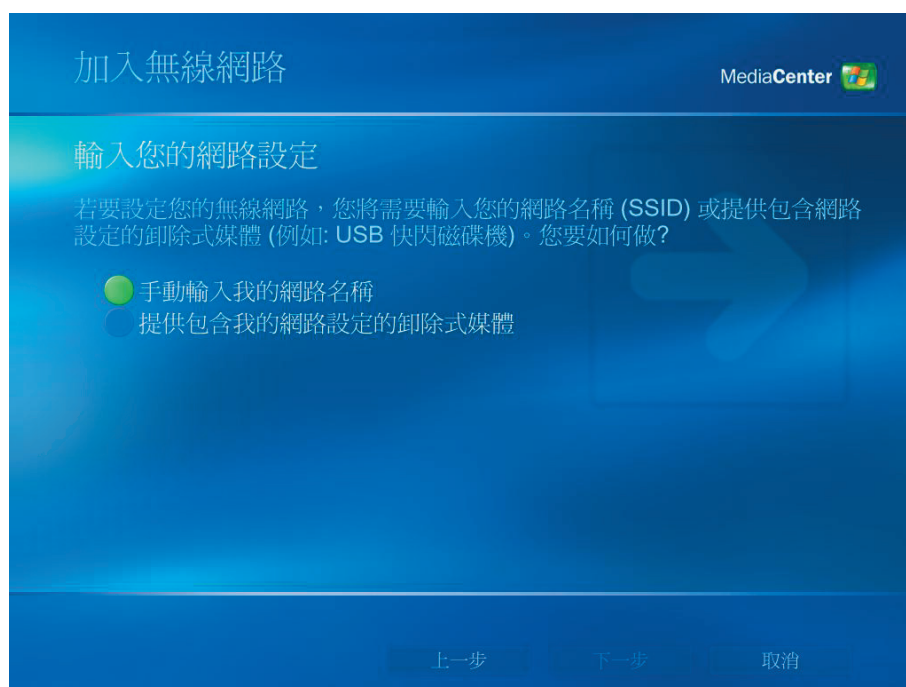 加入無線網路
MediaCenter
輸入您的網路設定
若要設定您的無線網路，您將需要輸入您的網路名稱 (SSID) 或提供包含網路
設定的卸除式媒體 (例如: USB 快閃磁碟機)。您要如何做?
手動輸入我的網路名稱
提供包含我的網路設定的卸除式媒體
上一步 下一步 取消